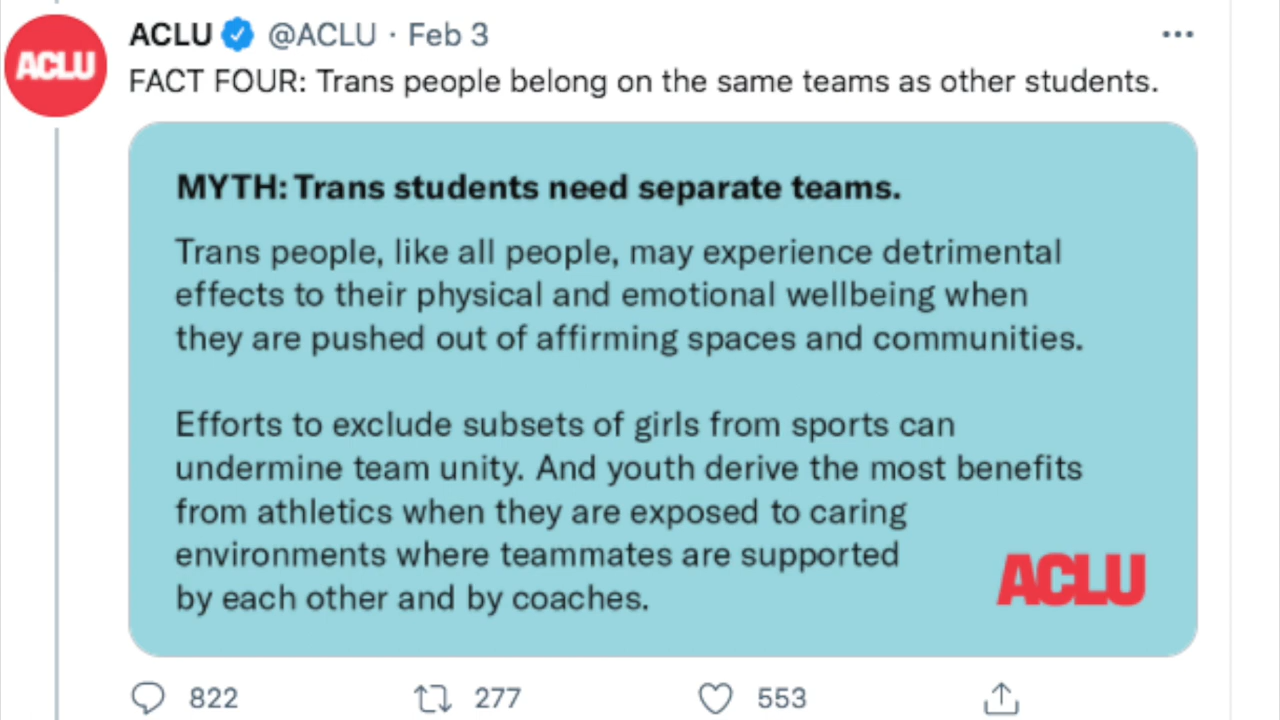 ACLU @ACLU · Feb 3
ACLU
FACT FOUR: Trans people belong on the same teams as other students.
MYTH: Trans students need separate teams.
Trans people, like all people, may experience detrimental
effects to their physical and emotional wellbeing when
they are pushed out of affirming spaces and communities.
Efforts to exclude subsets of girls from sports can
undermine team unity. And youth derive the most benefits
from athletics when they are exposed to caring
environments where teammates are supported
by each other and by coaches.
ACLU
822 277 553